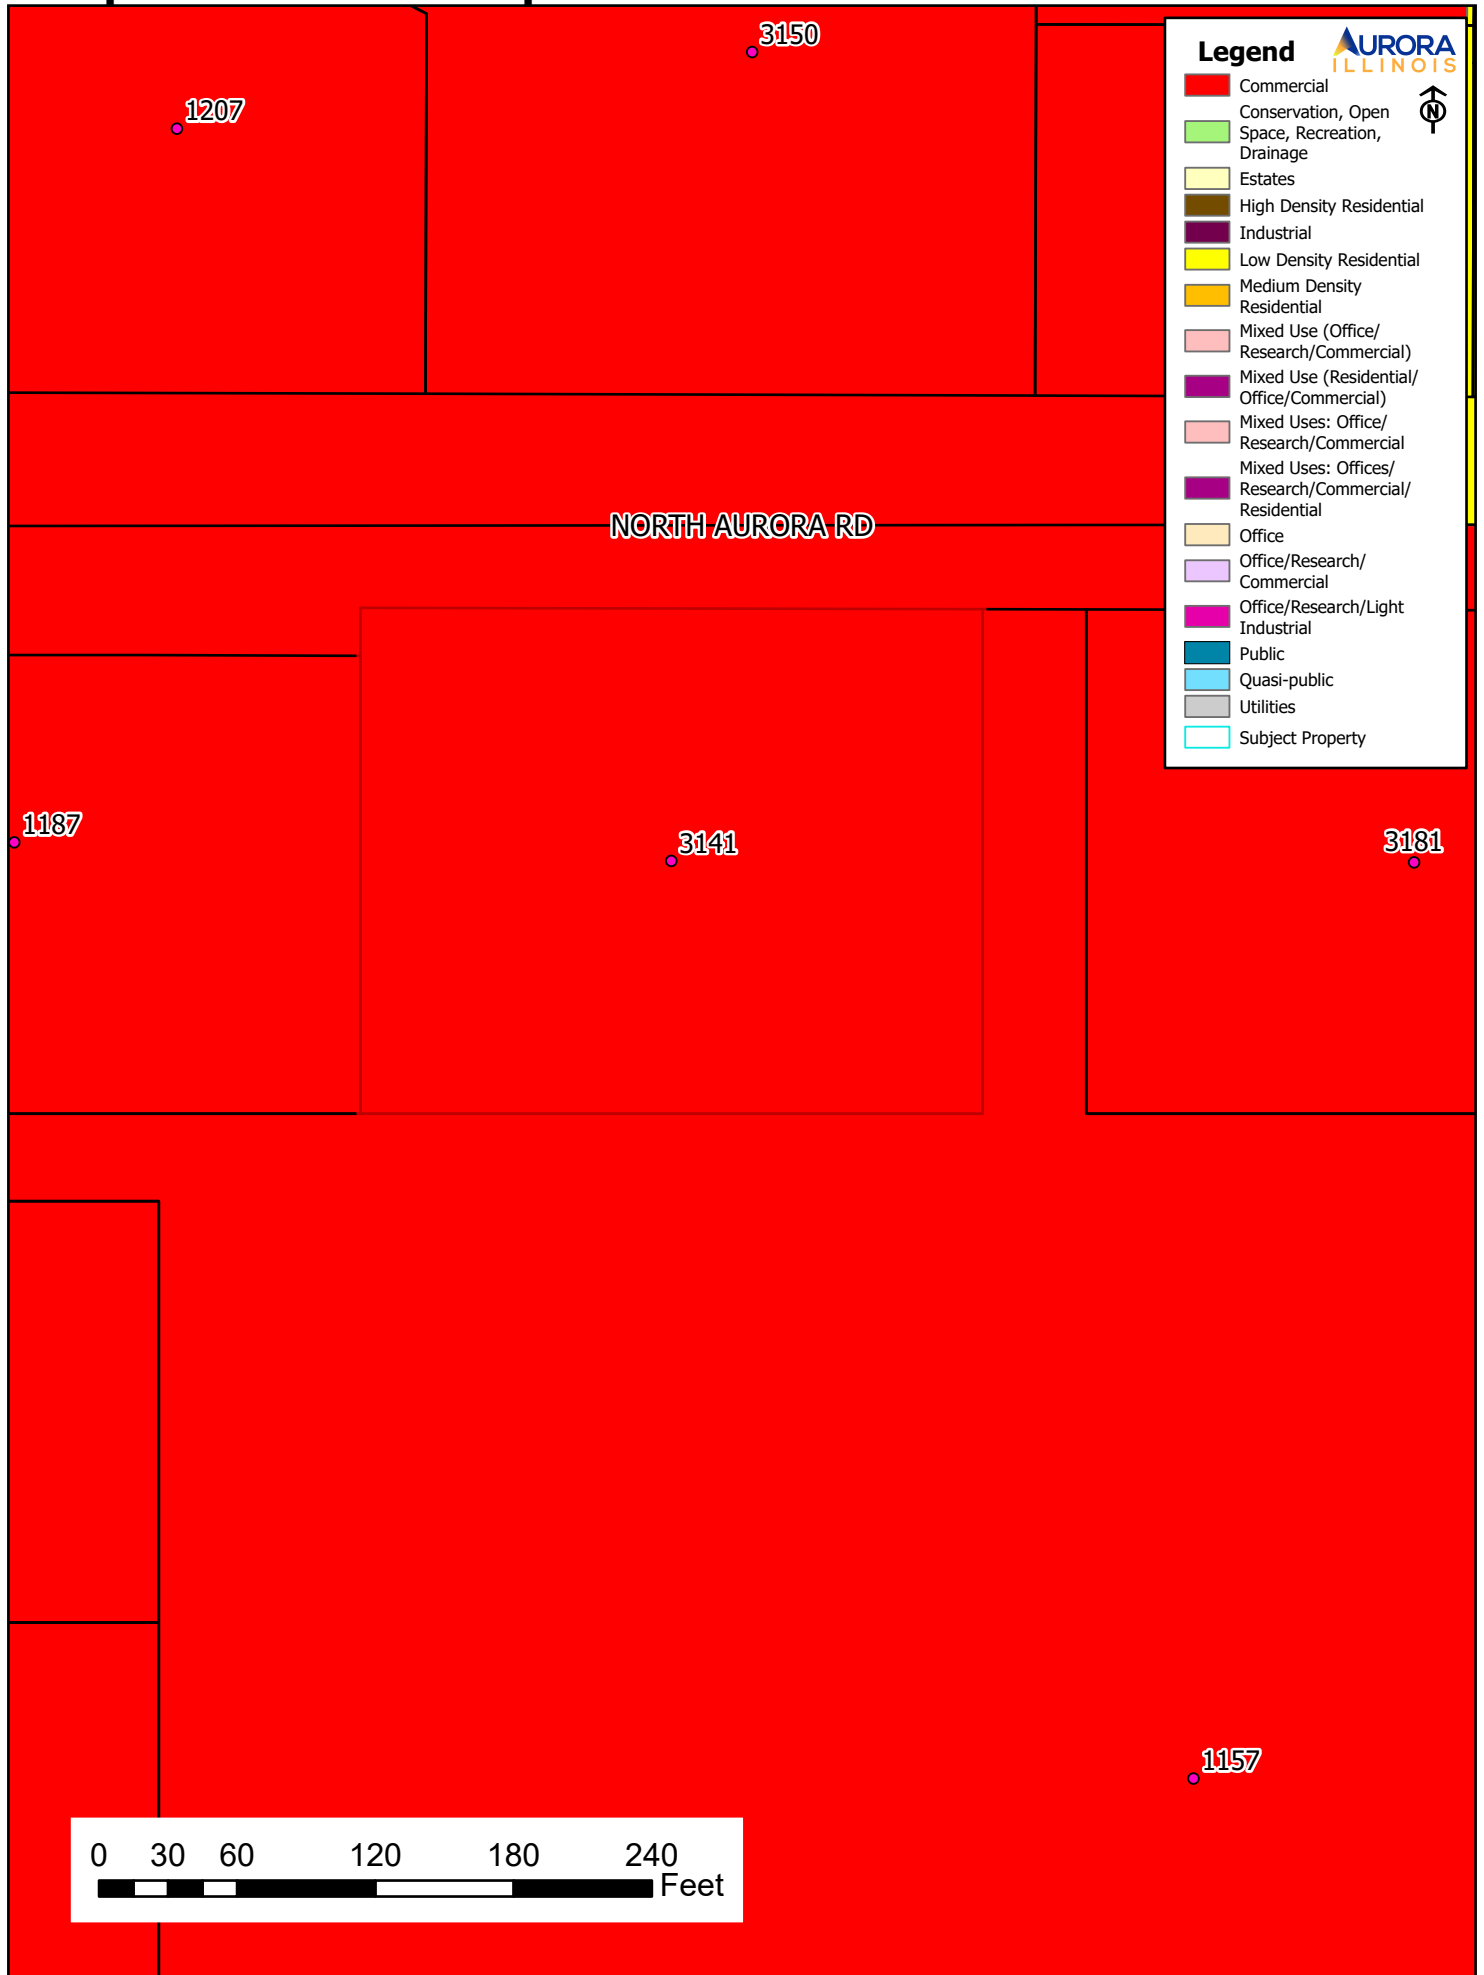 3150
1207
Legend
AURORA
ILLINOIS
N
Commercial
Conservation, Open
Space, Recreation,
Drainage
Estates
High Density Residential
Industrial
Low Density Residential
Medium Density
Residential
Mixed Use (Office/
Research/Commercial)
Mixed Use (Residential/
Office/Commercial)
Mixed Uses: Office/
Research/Commercial
Mixed Uses: Offices/
Research/Commercial/
Residential
Office
Office/Research/
Commercial
Office/Research/Light
Industrial
Public
Quasi-public
Utilities
Subject Property
NORTH AURORA RD
1187
3141
3181
1157
0 30 60 120 180 240
Feet